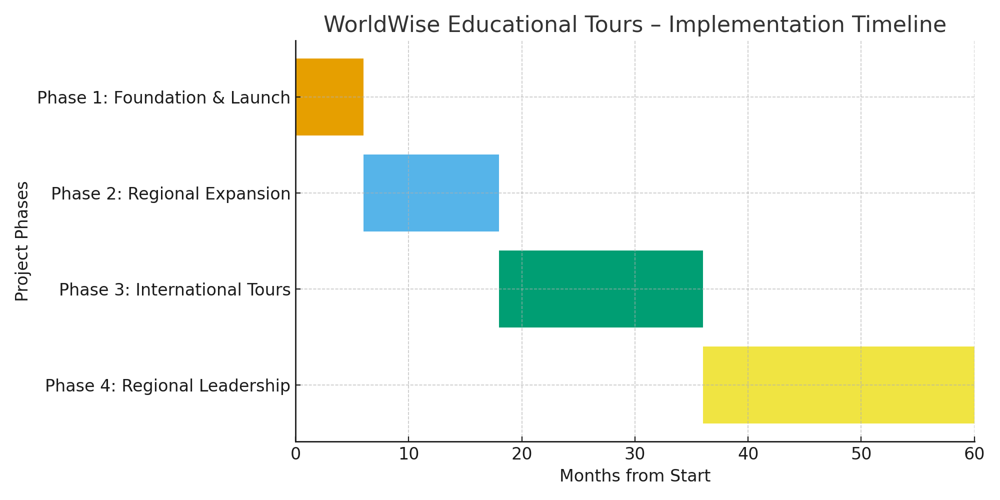 WorldWise Educational Tours – Implementation Timeline
Project Phases
Phase 1: Foundation & Launch
Phase 2: Regional Expansion
Phase 3: International Tours
Phase 4: Regional Leadership
0 10 20 30 40 50 60
Months from Start